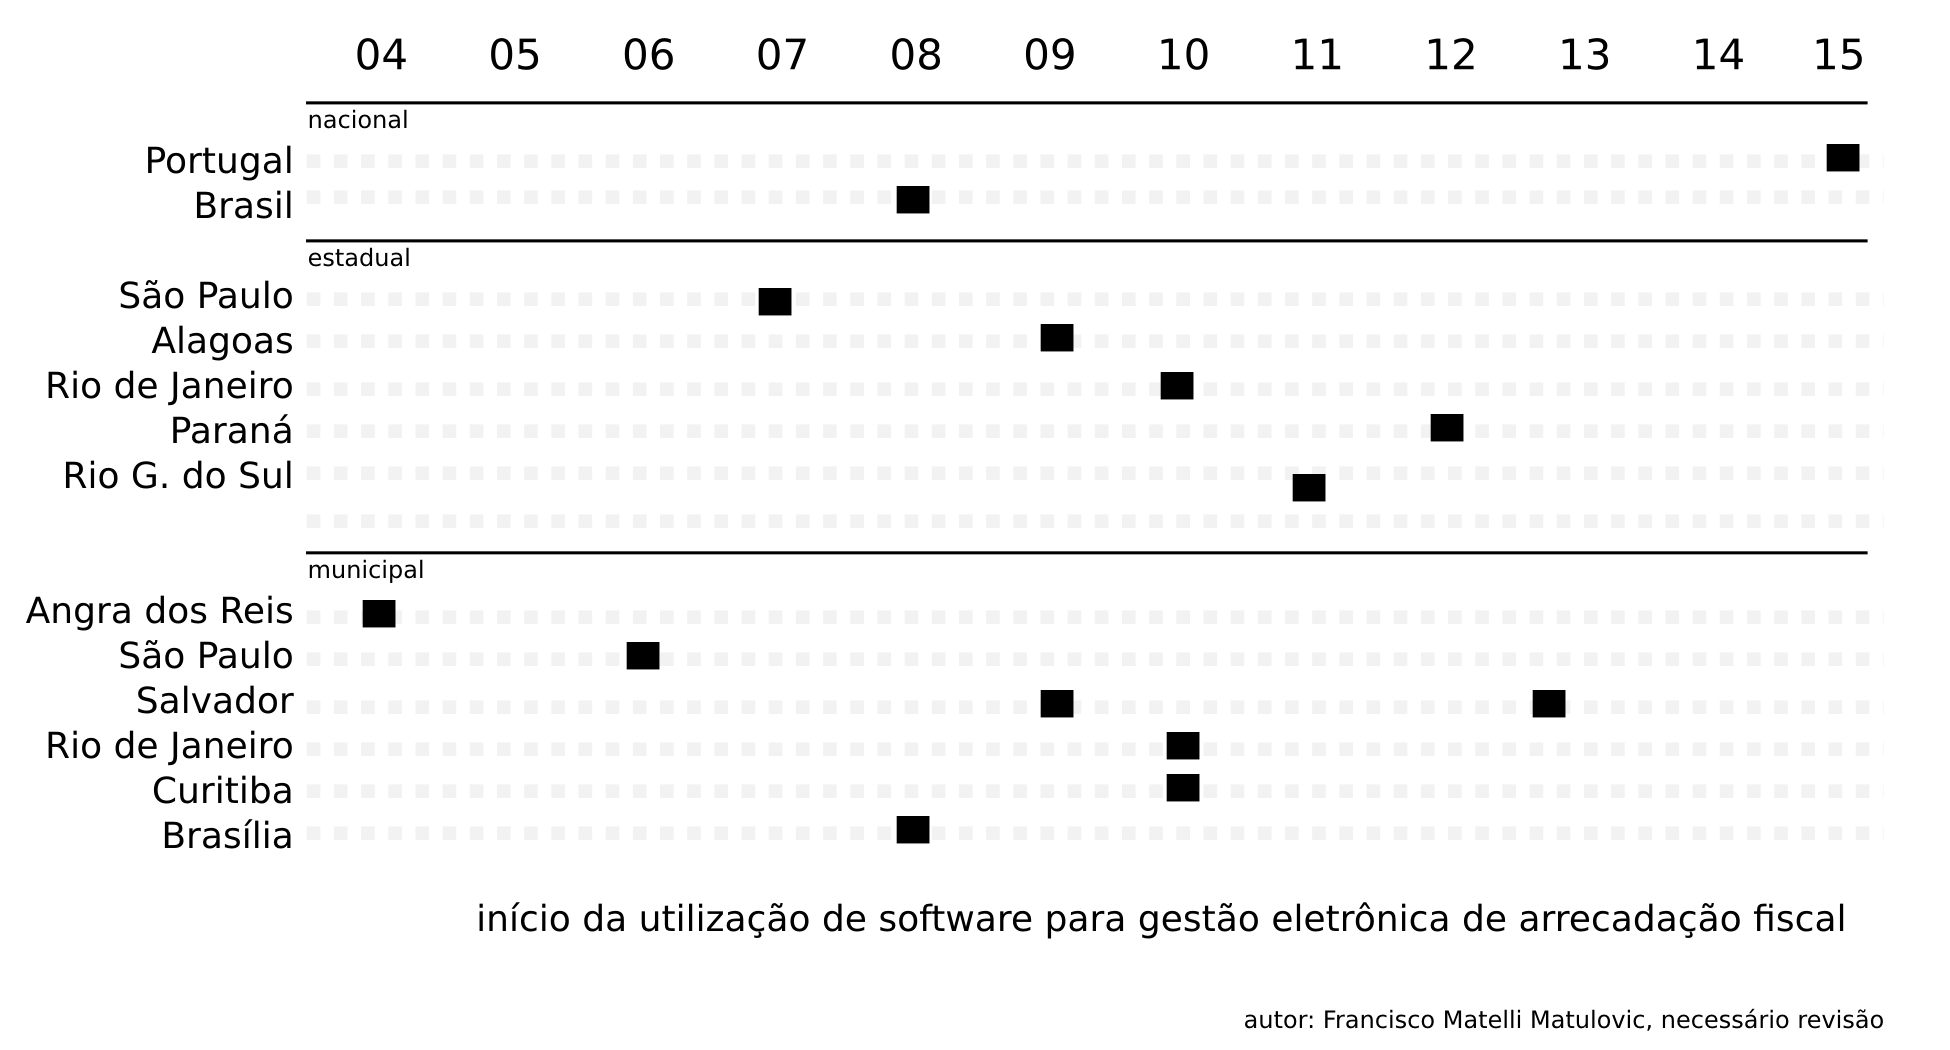 04 05 06 07 08 09 10 11 12 13 14 15
nacional
Portugal
Brasil
estadual
São Paulo
Alagoas
Rio de Janeiro
Paraná
Rio G. do Sul
municipal
Angra dos Reis
São Paulo
Salvador
Rio de Janeiro
Curitiba
Brasília
início da utilização de software para gestão eletrônica de arrecadação fiscal
autor: Francisco Matelli Matulovic, necessário revisão